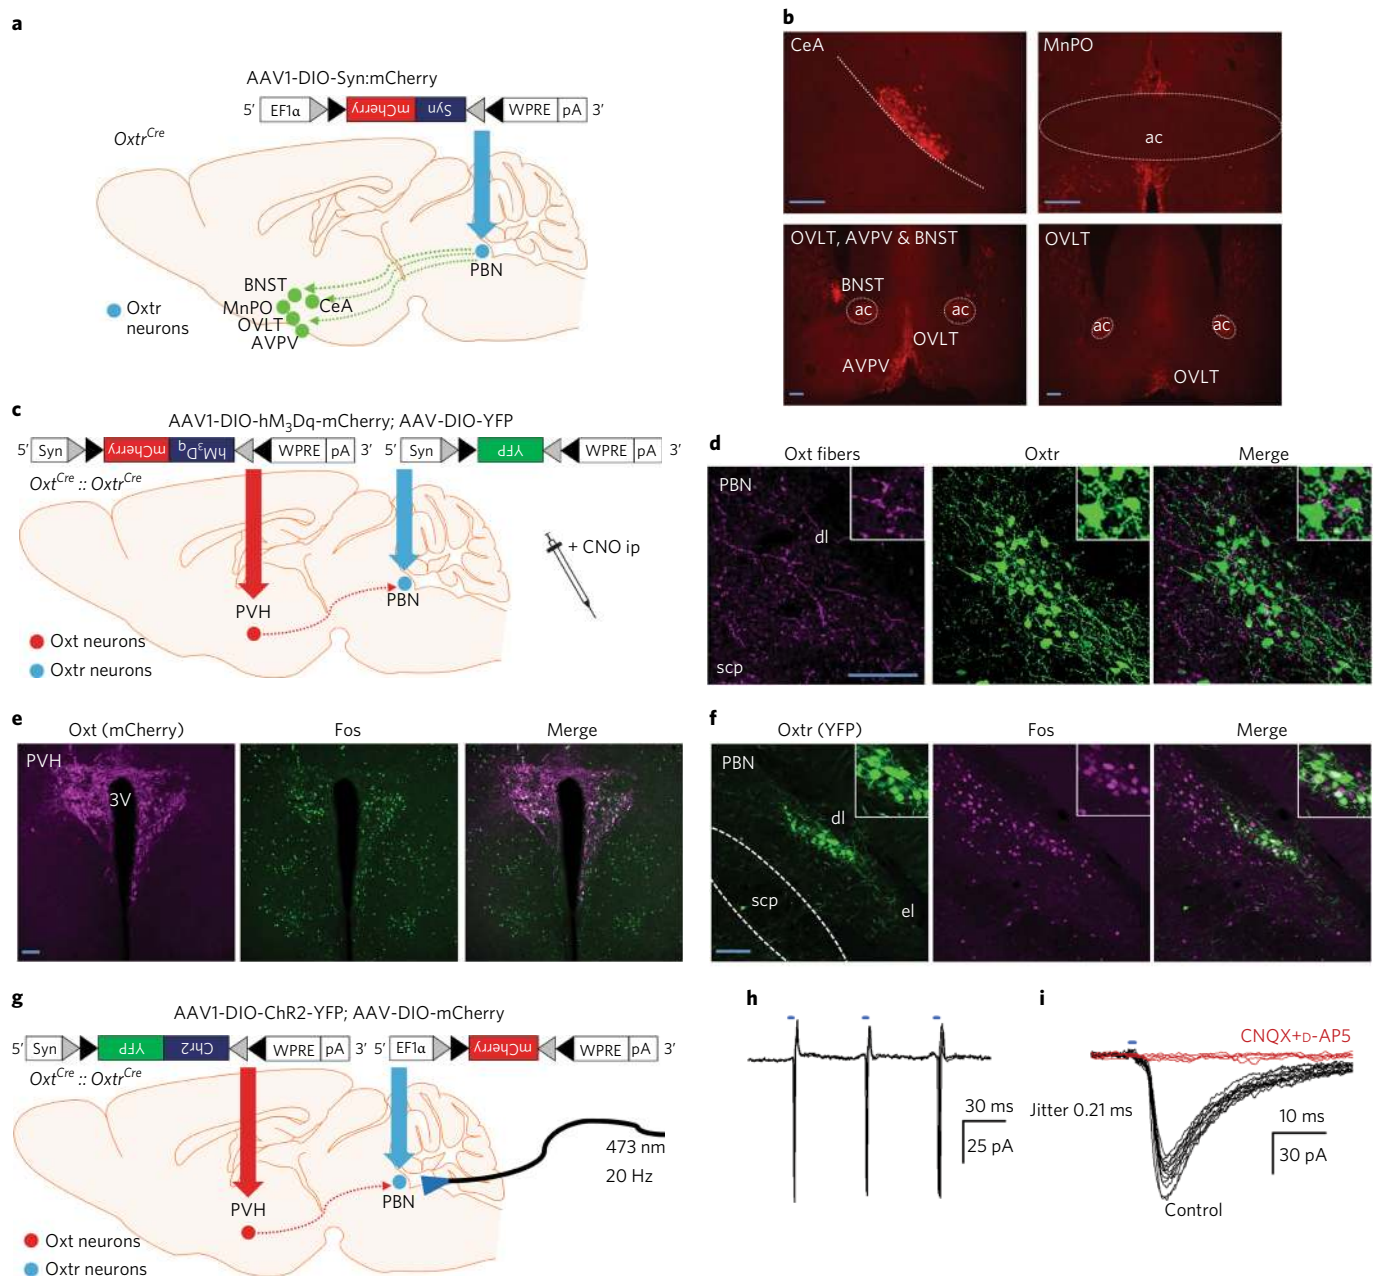 a
AAV1-DIO-Syn:mCherry
5′ EF1α mCherry Syn WPRE pA 3′
Oxtr^Cre
PBN
BNST
MnPO
CeA
OVLT
AVPV
Oxtr
neurons
b
CeA
MnPO
ac
OVLT, AVPV & BNST
BNST
ac
ac
OVLT
AVPV
OVLT
ac
ac
OVLT
c
AAV1-DIO-hM₃Dq-mCherry; AAV-DIO-YFP
5′ Syn mCherry hM₃Dq WPRE pA 3′ 5′ Syn YFP WPRE pA 3′
Oxt^Cre :: Oxtr^Cre
+ CNO ip
PVH
PBN
Oxt neurons
Oxtr neurons
d
Oxt fibers
Oxtr
Merge
PBN
dl
scp
e
Oxt (mCherry)
Fos
Merge
PVH
3V
f
Oxtr (YFP)
Fos
Merge
PBN
dl
scp
el
g
AAV1-DIO-ChR2-YFP; AAV-DIO-mCherry
5′ Syn YFP Chr2 WPRE pA 3′ 5′ EF1α mCherry WPRE pA 3′
Oxt^Cre :: Oxtr^Cre
473 nm
20 Hz
PVH
PBN
Oxt neurons
Oxtr neurons
h
30 ms
25 pA
i
CNQX+D-AP5
Jitter 0.21 ms
10 ms
30 pA
Control